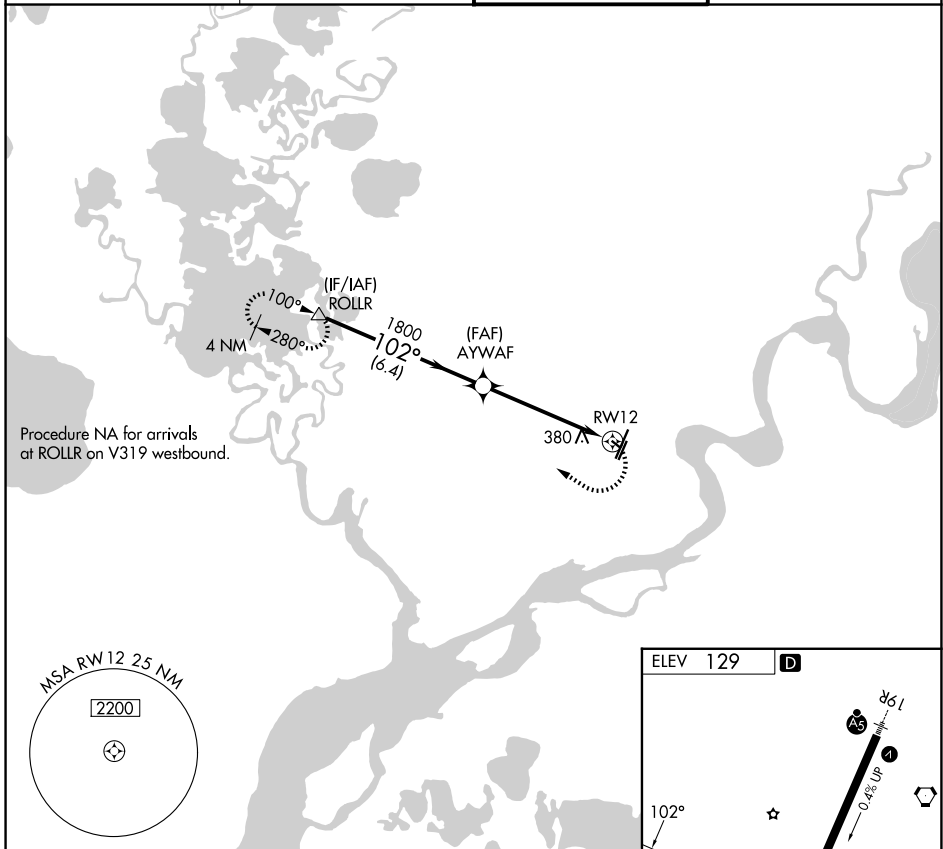 (IF/IAF)
ROLLR
100°
280°
4 NM
1800
102°
(6.4)
(FAF)
AYWAF
RW12
380
Procedure NA for arrivals
at ROLLR on V319 westbound.
MSA RW12 25 NM
2200
ELEV 129 D
19R
A5
0.4% UP
102°